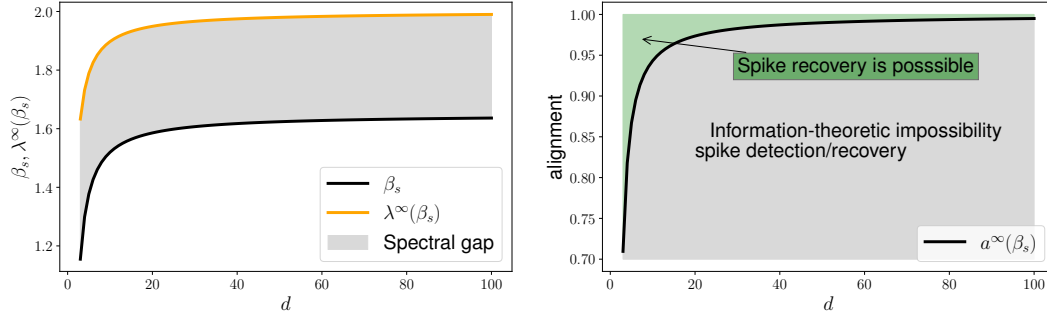 2.0
1.8
1.6
1.4
1.2
β_s, λ^∞(β_s)
0
20
40
60
80
100
d
β_s
λ^∞(β_s)
Spectral gap
1.00
0.95
0.90
0.85
0.80
0.75
0.70
alignment
Spike recovery is posssible
Information-theoretic impossibility
spike detection/recovery
a^∞(β_s)
0
20
40
60
80
100
d